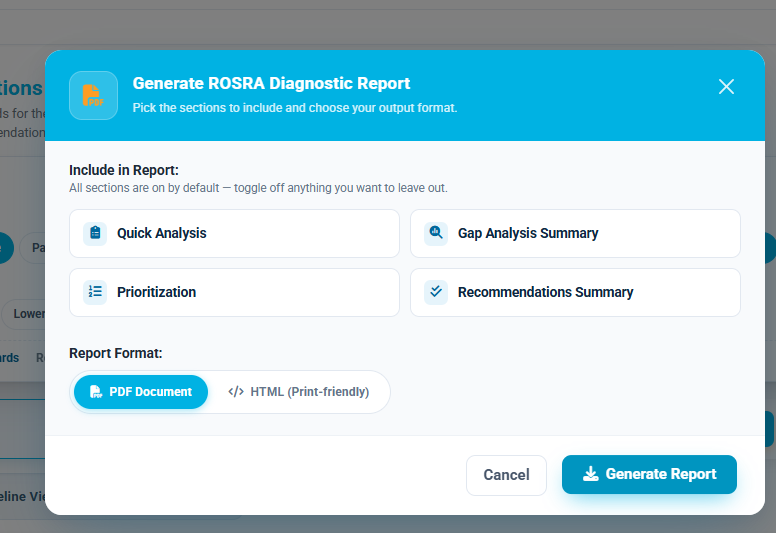 Generate ROSRA Diagnostic Report
Pick the sections to include and choose your output format.
Include in Report:
All sections are on by default — toggle off anything you want to leave out.
Quick Analysis
Gap Analysis Summary
Prioritization
Recommendations Summary
Report Format:
PDF Document
</> HTML (Print-friendly)
Cancel
Generate Report
tions
ls for the
endation
Pa
Lower
ards
R
eline Vi